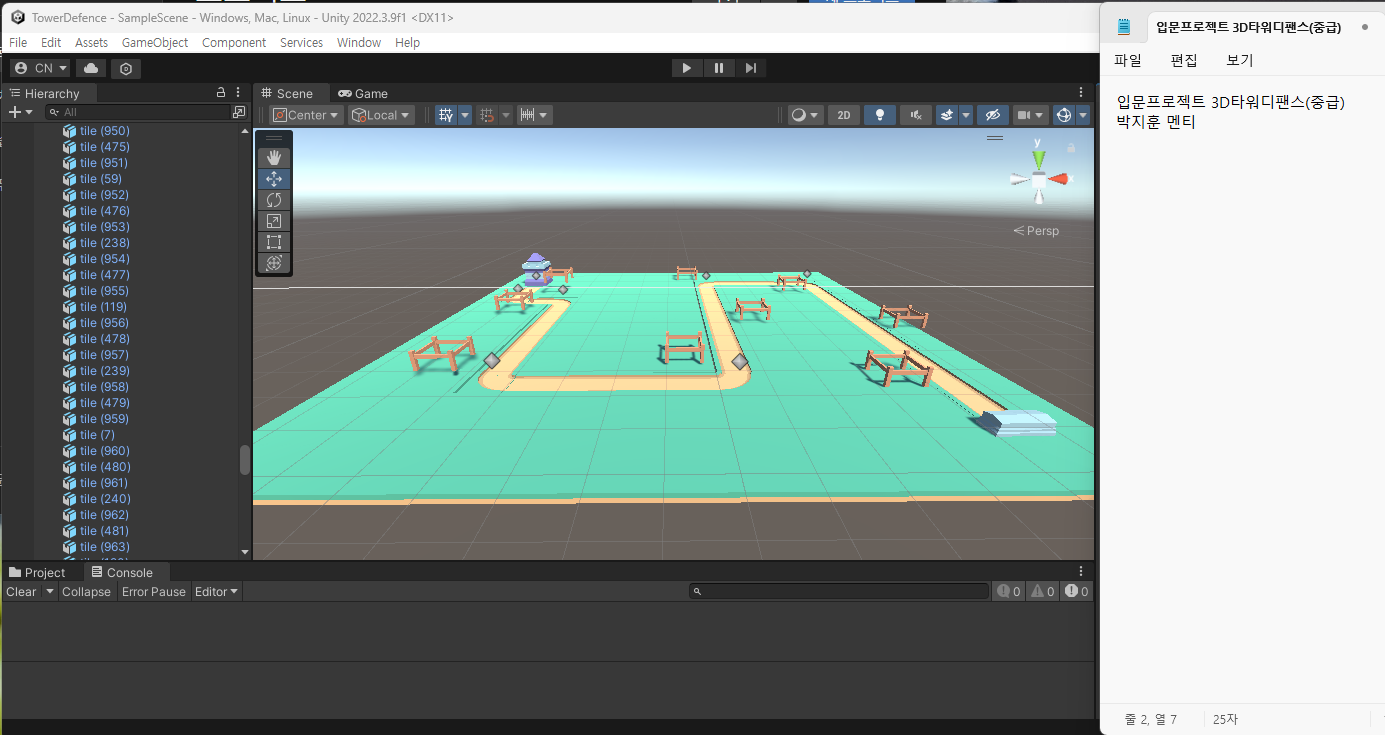 TowerDefence - SampleScene - Windows, Mac, Linux - Unity 2022.3.9f1 <DX11>
File Edit Assets GameObject Component Services Window Help
CN
Hierarchy
All
tile (950)
tile (475)
tile (951)
tile (59)
tile (952)
tile (476)
tile (953)
tile (238)
tile (954)
tile (477)
tile (955)
tile (119)
tile (956)
tile (478)
tile (957)
tile (239)
tile (958)
tile (479)
tile (959)
tile (7)
tile (960)
tile (480)
tile (961)
tile (240)
tile (962)
tile (481)
tile (963)
Scene Game
Center Local 2D
y
x
Persp
Project Console
Clear Collapse Error Pause Editor 0 0 0
입문프로젝트 3D타워디팬스(중급)
파일 편집 보기
입문프로젝트 3D타워디팬스(중급)
박지훈 멘티
줄 2, 열 7 25자